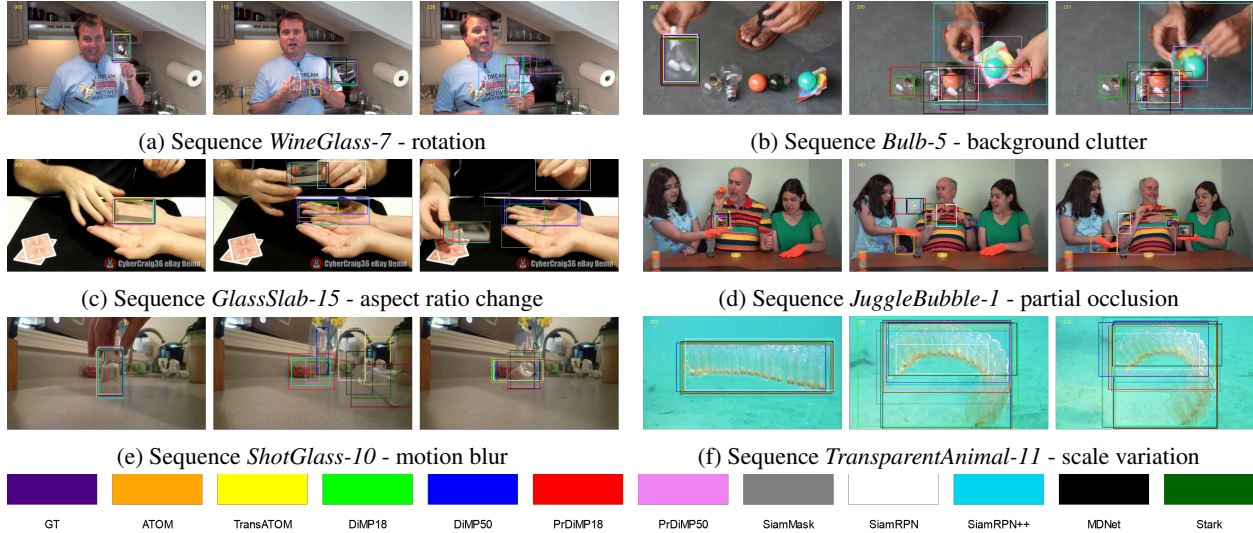 (a) Sequence WineGlass-7 - rotation
(b) Sequence Bulb-5 - background clutter
CyberCraig36 eBay Demo
CyberCraig36 eBay Demo
CyberCraig36 eBay Demo
(c) Sequence GlassSlab-15 - aspect ratio change
(d) Sequence JuggleBubble-1 - partial occlusion
(e) Sequence ShotGlass-10 - motion blur
(f) Sequence TransparentAnimal-11 - scale variation
GT ATOM TransATOM DiMP18 DiMP50 PrDiMP18 PrDiMP50 SiamMask SiamRPN SiamRPN++ MDNet Stark